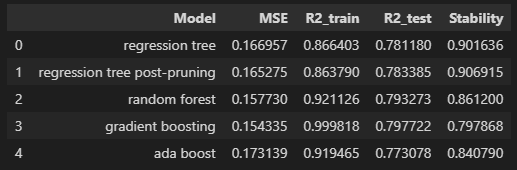 Model MSE R2_train R2_test Stability
0 regression tree 0.166957 0.866403 0.781180 0.901636
1 regression tree post-pruning 0.165275 0.863790 0.783385 0.906915
2 random forest 0.157730 0.921126 0.793273 0.861200
3 gradient boosting 0.154335 0.999818 0.797722 0.797868
4 ada boost 0.173139 0.919465 0.773078 0.840790